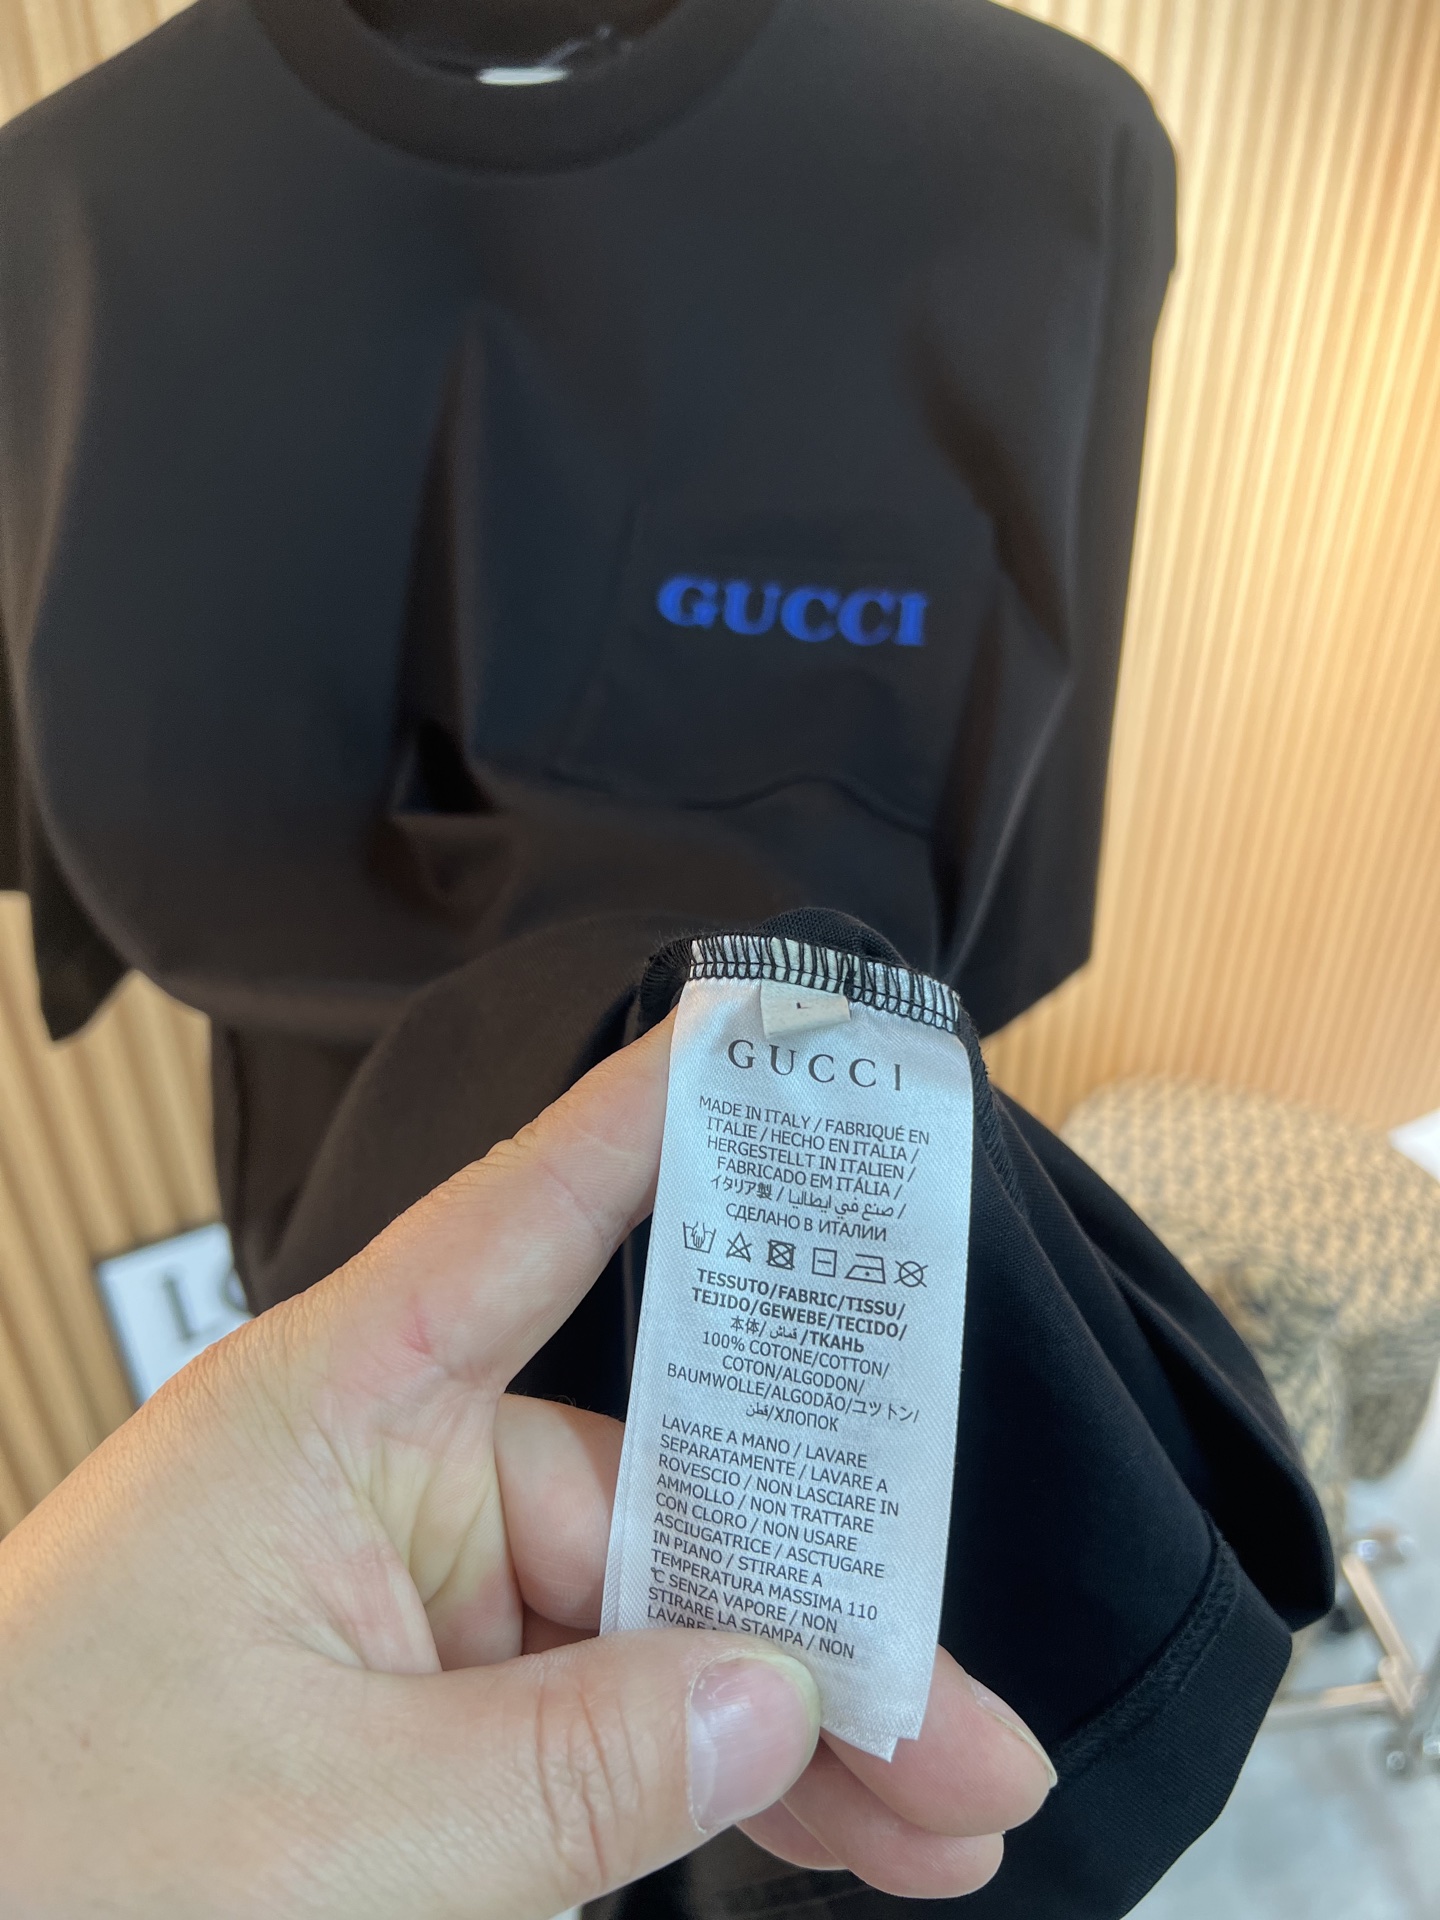 GUCCI
L
GUCCI
MADE IN ITALY / FABRIQUÉ EN
ITALIE / HECHO EN ITALIA /
HERGESTELLT IN ITALIEN /
FABRICADO EM ITÁLIA /
イタリア製 / صنع في ايطاليا /
СДЕЛАНО В ИТАЛИИ
TESSUTO/FABRIC/TISSU/
TEJIDO/GEWEBE/TECIDO/
本体/ قماش /ТКАНЬ
100% COTONE/COTTON/
COTON/ALGODON/
BAUMWOLLE/ALGODÃO/ユットン/
قطن/ХЛОПОК
LAVARE A MANO / LAVARE
SEPARATAMENTE / LAVARE A
ROVESCIO / NON LASCIARE IN
AMMOLLO / NON TRATTARE
CON CLORO / NON USARE
ASCIUGATRICE / ASCTUGARE
IN PIANO / STIRARE A
TEMPERATURA MASSIMA 110
℃ SENZA VAPORE / NON
STIRARE LA STAMPA / NON
LAVARE